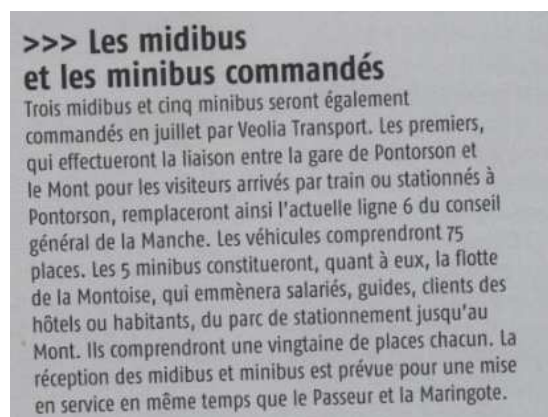 >>> Les midibus
et les minibus commandés
Trois midibus et cinq minibus seront également
commandés en juillet par Veolia Transport. Les premiers,
qui effectueront la liaison entre la gare de Pontorson et
le Mont pour les visiteurs arrivés par train ou stationnés à
Pontorson, remplaceront ainsi l'actuelle ligne 6 du conseil
général de la Manche. Les véhicules comprendront 75
places. Les 5 minibus constitueront, quant à eux, la flotte
de la Montoise, qui emmènera salariés, guides, clients des
hôtels ou habitants, du parc de stationnement jusqu'au
Mont. Ils comprendront une vingtaine de places chacun. La
réception des midibus et minibus est prévue pour une mise
en service en même temps que le Passeur et la Maringote.